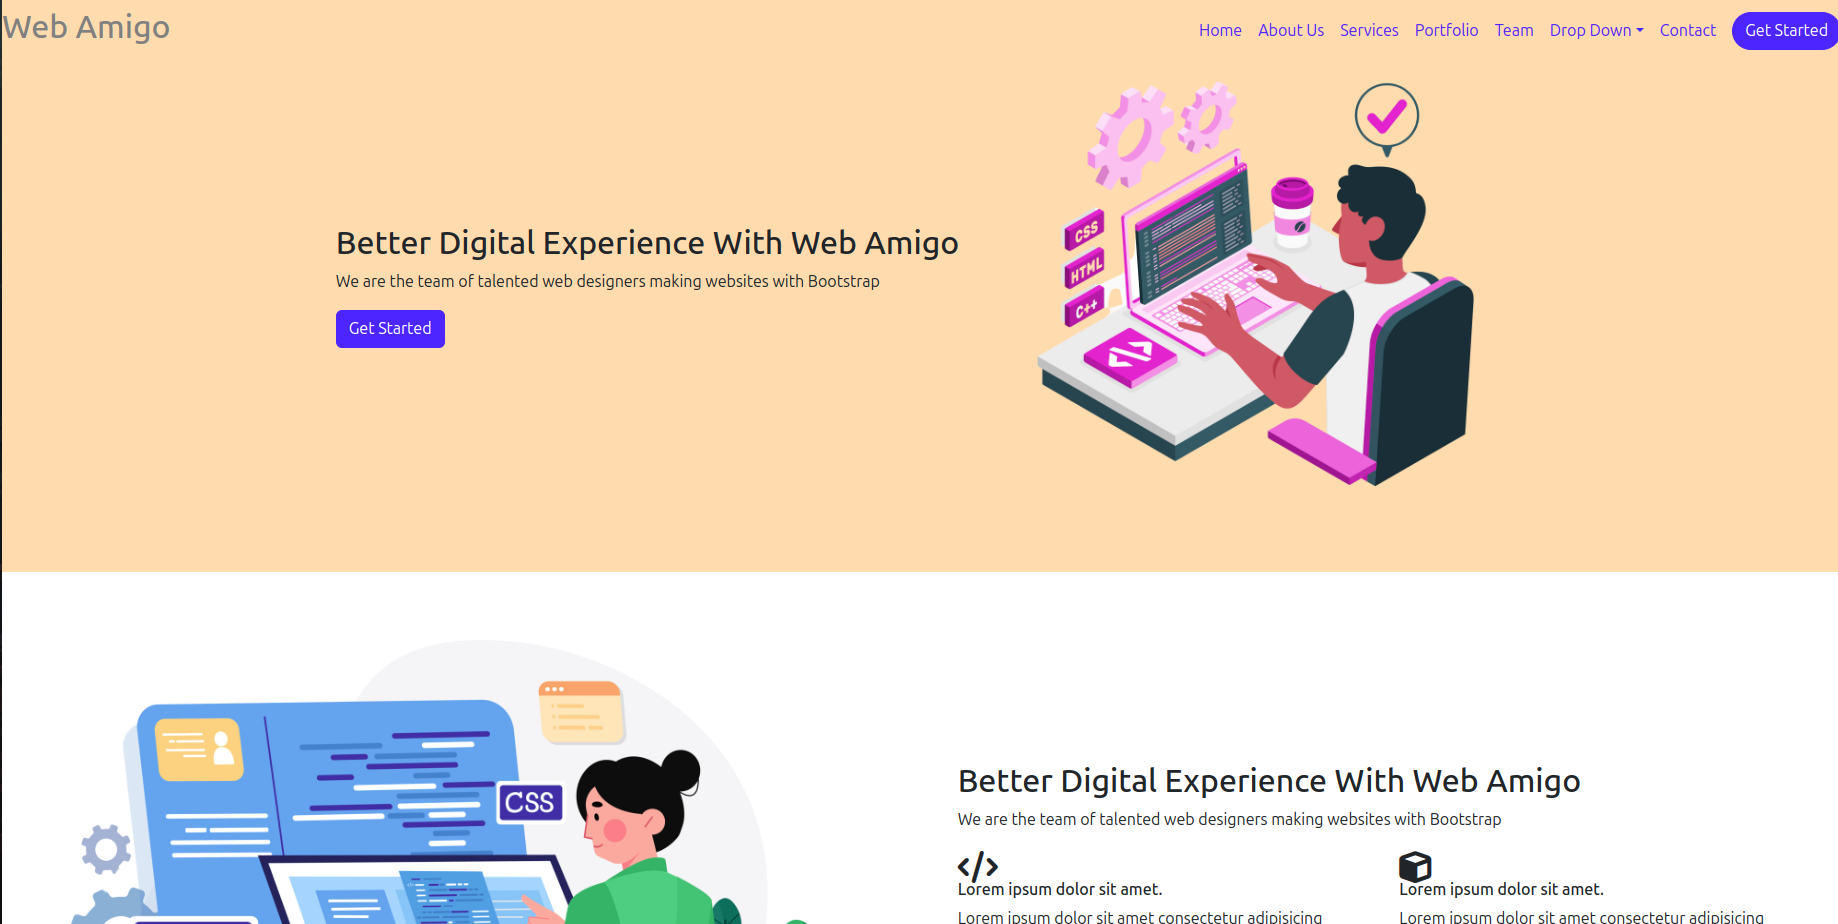 Web Amigo
Home About Us Services Portfolio Team Drop Down Contact Get Started
Better Digital Experience With Web Amigo
We are the team of talented web designers making websites with Bootstrap
Get Started
CSS
HTML
C++
</>
CSS
Better Digital Experience With Web Amigo
We are the team of talented web designers making websites with Bootstrap
Lorem ipsum dolor sit amet. Lorem ipsum dolor sit amet.
Lorem ipsum dolor sit amet consectetur adipisicing Lorem ipsum dolor sit amet consectetur adipisicing